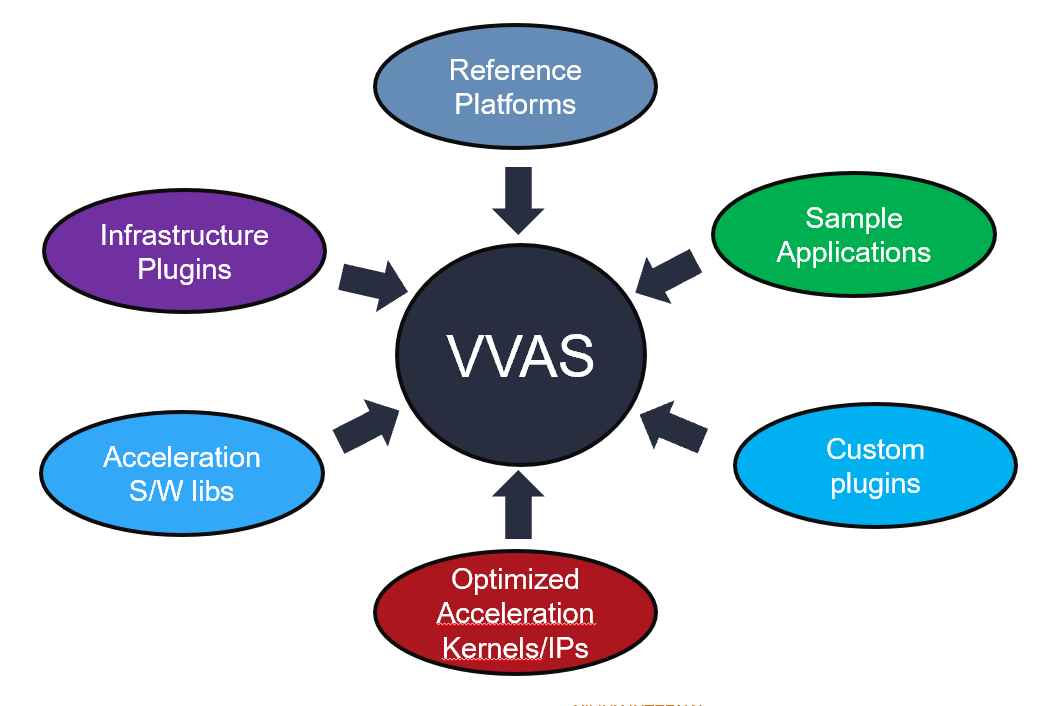 Reference
Platforms
Infrastructure
Plugins
Sample
Applications
VVAS
Acceleration
S/W libs
Custom
plugins
Optimized
Acceleration
Kernels/IPs